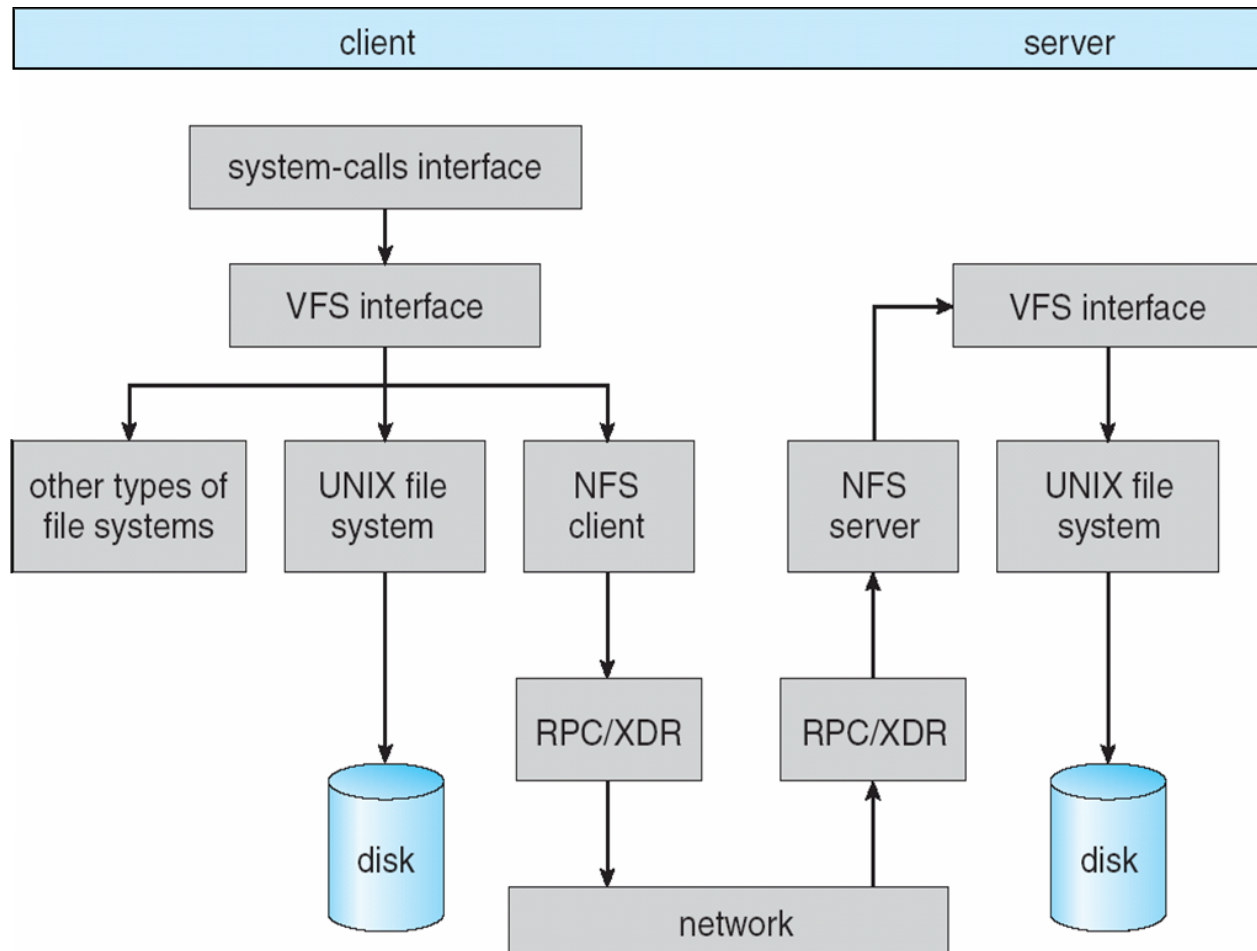 client
server
system-calls interface
VFS interface
VFS interface
other types of
file systems
UNIX file
system
NFS
client
NFS
server
UNIX file
system
RPC/XDR
RPC/XDR
disk
disk
network